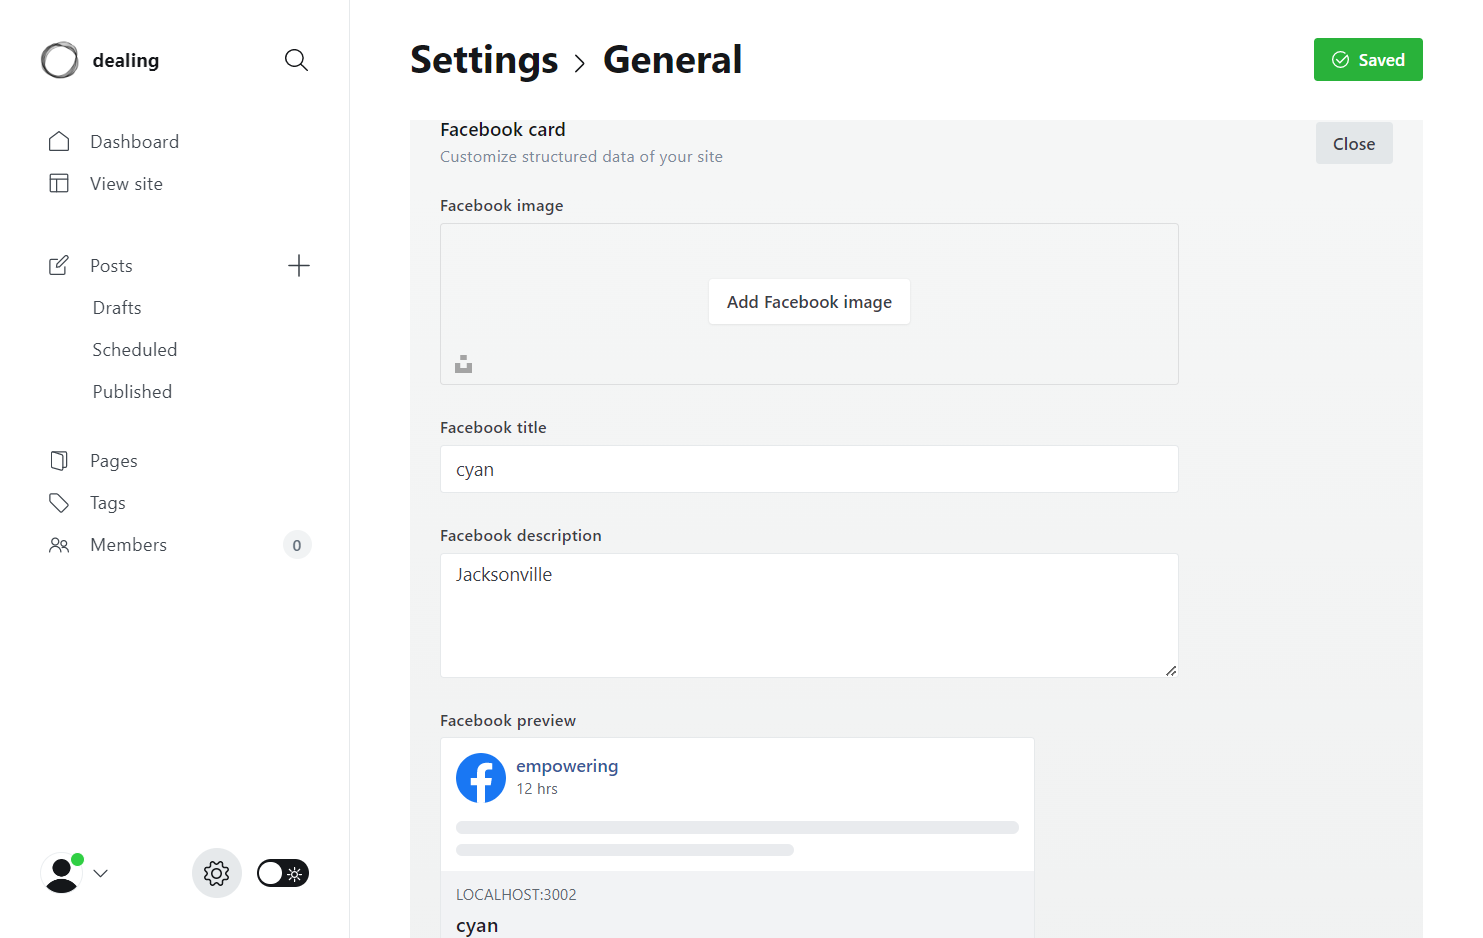 dealing
Dashboard
View site
Posts
Drafts
Scheduled
Published
Pages
Tags
Members
0
Settings
General
Saved
Facebook card
Customize structured data of your site
Close
Facebook image
Add Facebook image
Facebook title
cyan
Facebook description
Jacksonville
Facebook preview
empowering
12 hrs
LOCALHOST:3002
cyan